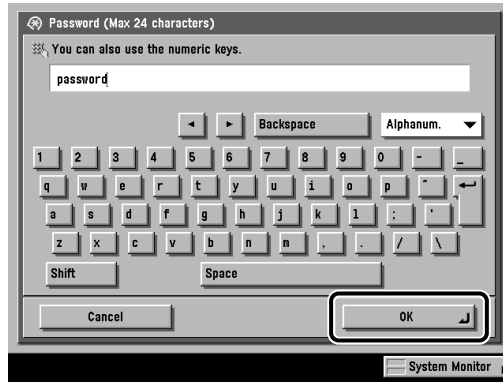 Password (Max 24 characters)
You can also use the numeric keys.
password
◄ ► Backspace Alphanum. ▼
1 2 3 4 5 6 7 8 9 0 - _
q w e r t y u i o p ~
a s d f g h j k l ; '
z x c v b n m , . / \
Shift Space
Cancel OK
System Monitor